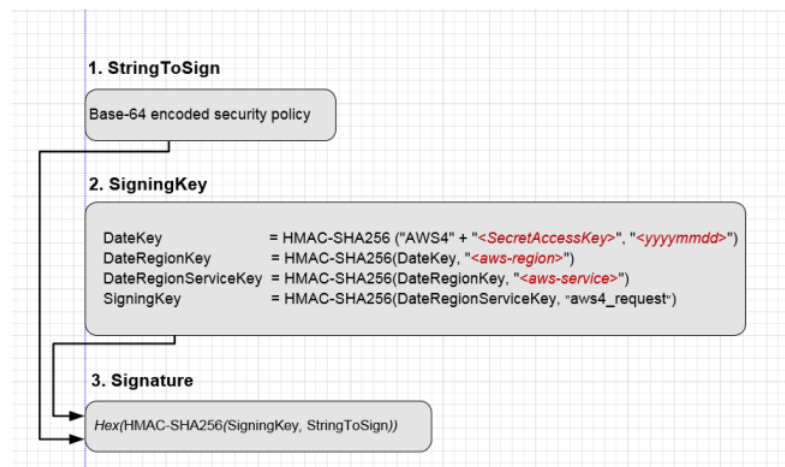 1. StringToSign
Base-64 encoded security policy
2. SigningKey
DateKey = HMAC-SHA256 ("AWS4" + "<SecretAccessKey>", "<yyyymmdd>")
DateRegionKey = HMAC-SHA256(DateKey, "<aws-region>")
DateRegionServiceKey = HMAC-SHA256(DateRegionKey, "<aws-service>")
SigningKey = HMAC-SHA256(DateRegionServiceKey, "aws4_request")
3. Signature
Hex(HMAC-SHA256(SigningKey, StringToSign))